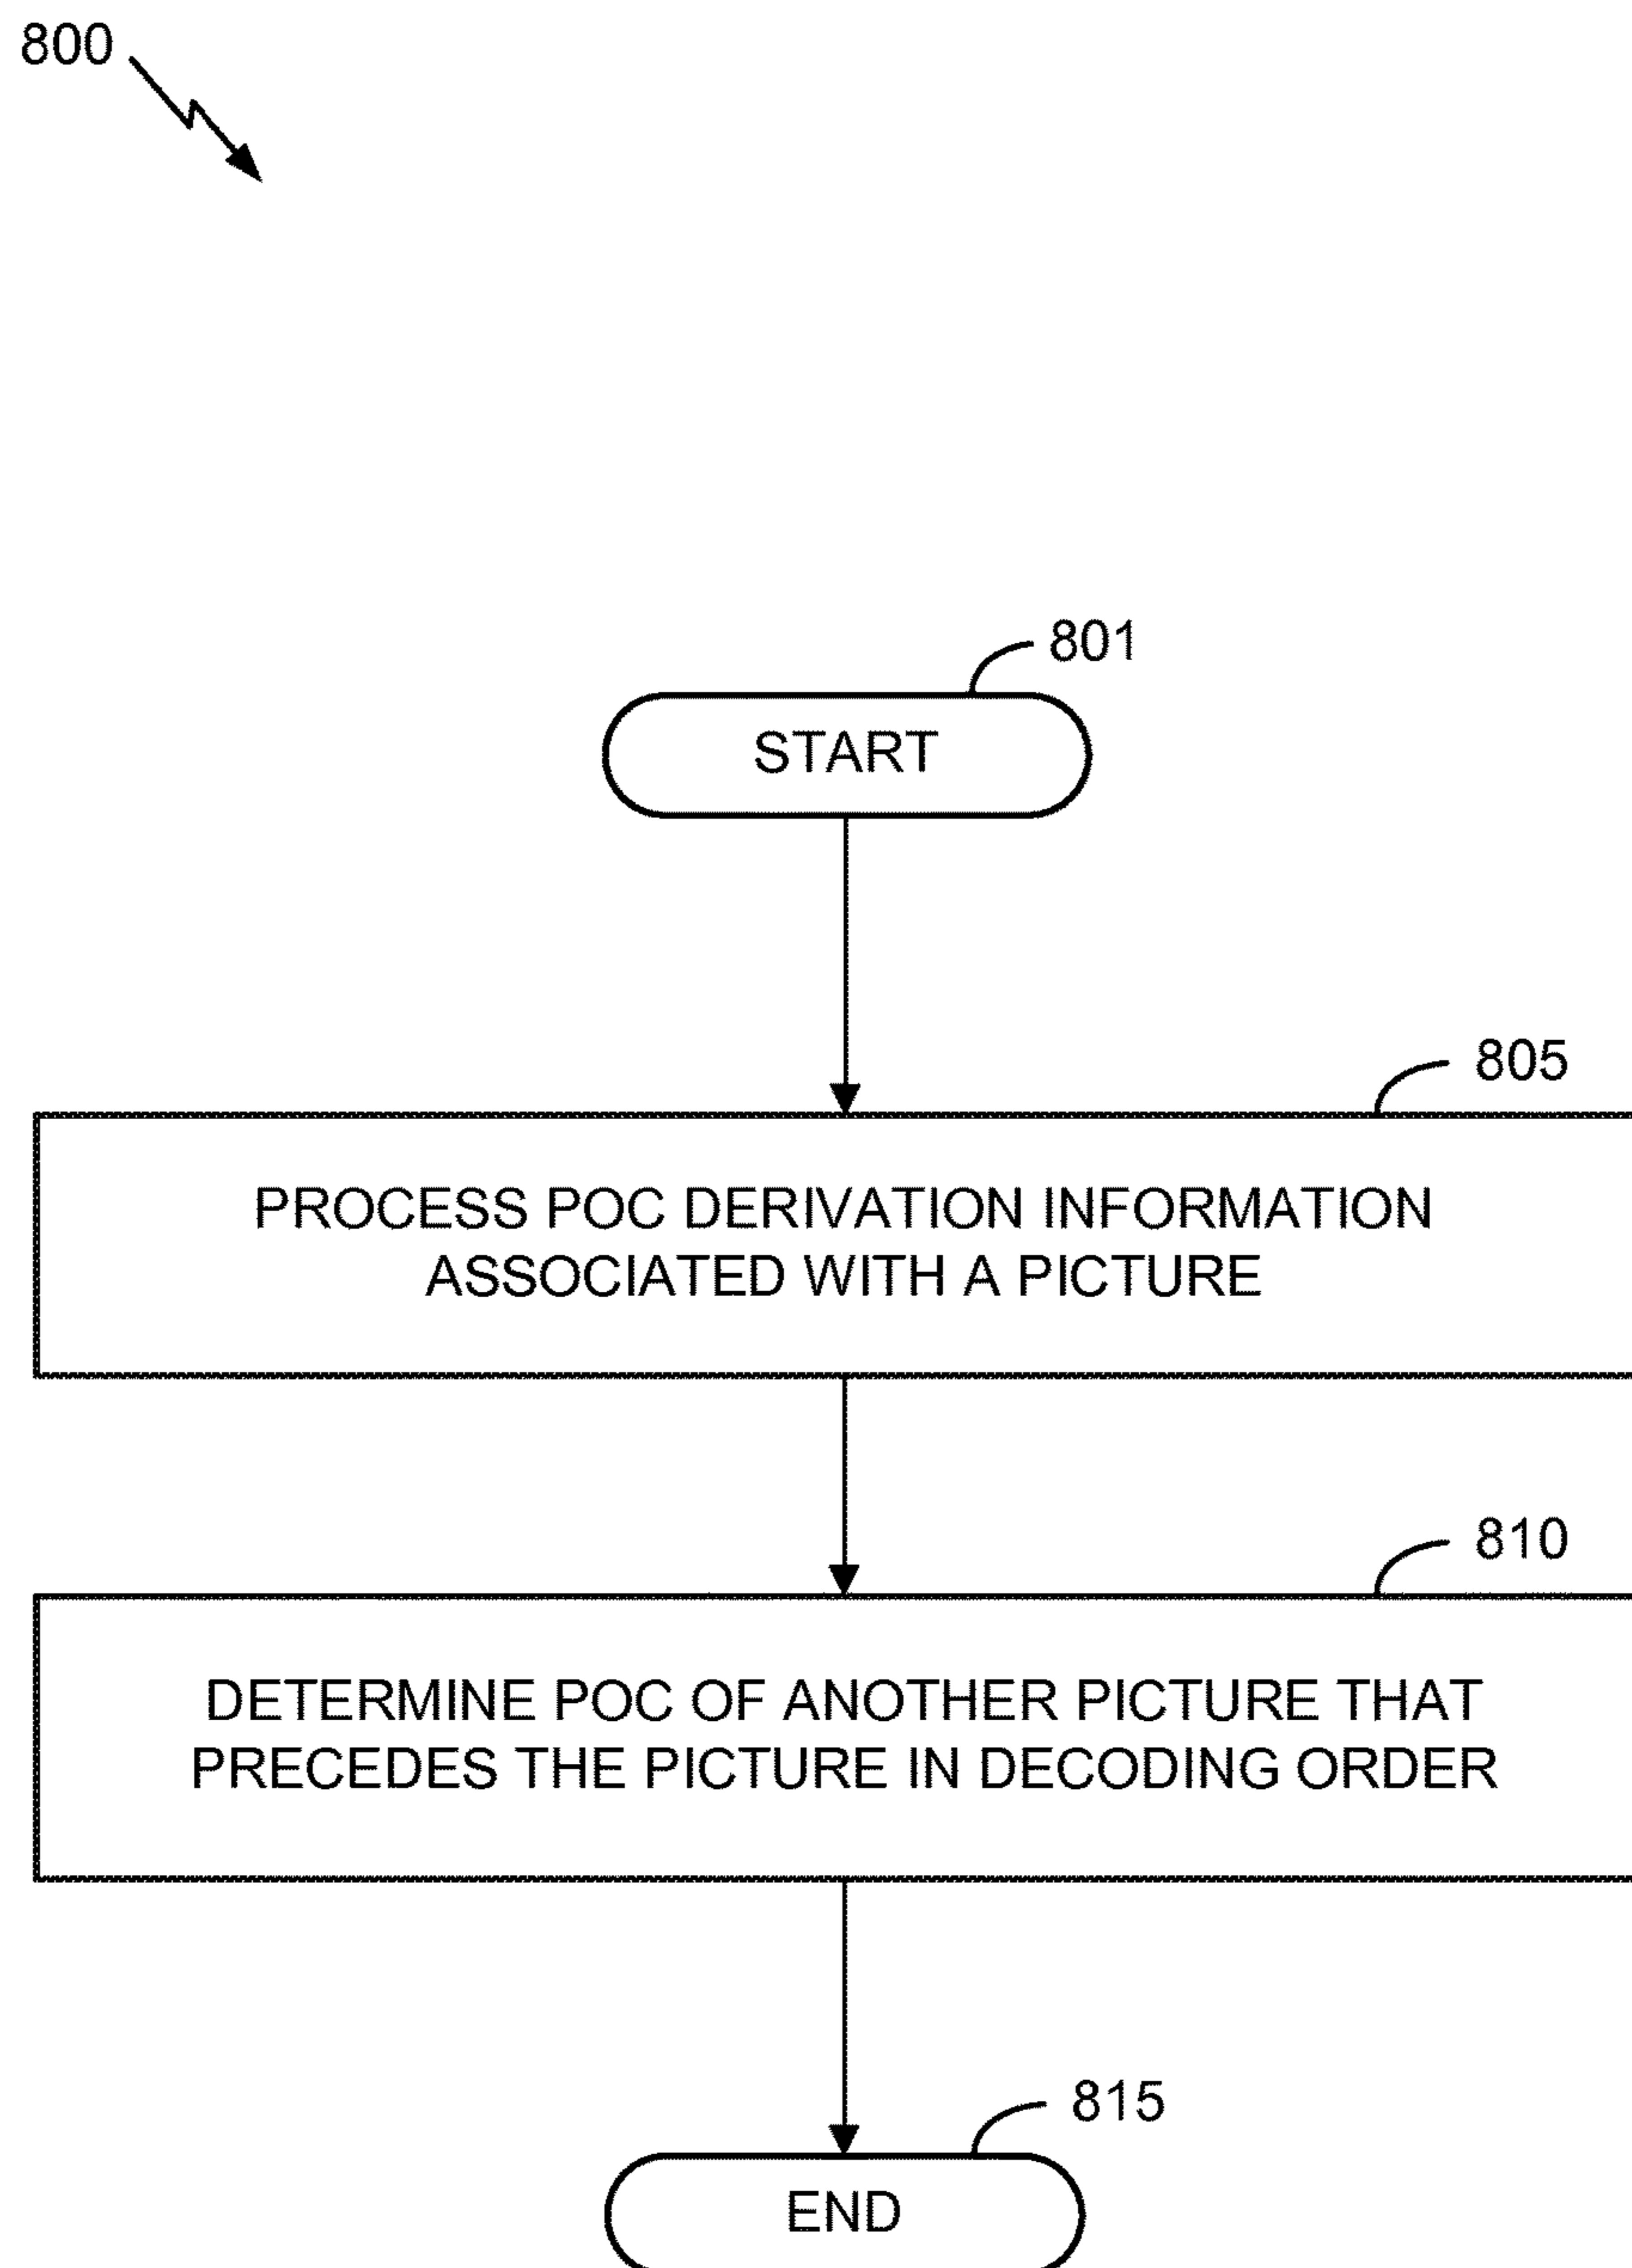 800
801
START
805
PROCESS POC DERIVATION INFORMATION
ASSOCIATED WITH A PICTURE
810
DETERMINE POC OF ANOTHER PICTURE THAT
PRECEDES THE PICTURE IN DECODING ORDER
815
END